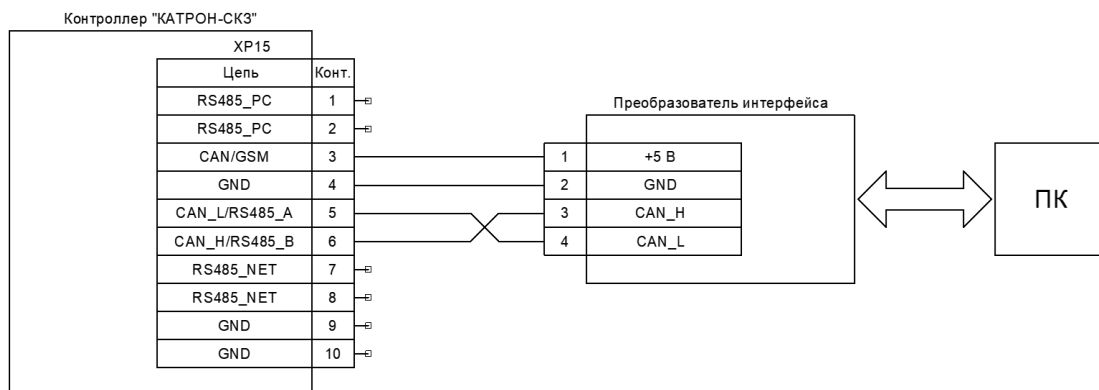 Контроллер "КАТРОН-СКЗ"
XP15
Цепь Конт.
RS485_PC 1
RS485_PC 2
CAN/GSM 3
GND 4
CAN_L/RS485_A 5
CAN_H/RS485_B 6
RS485_NET 7
RS485_NET 8
GND 9
GND 10
Преобразователь интерфейса
1 +5 В
2 GND
3 CAN_H
4 CAN_L
ПК